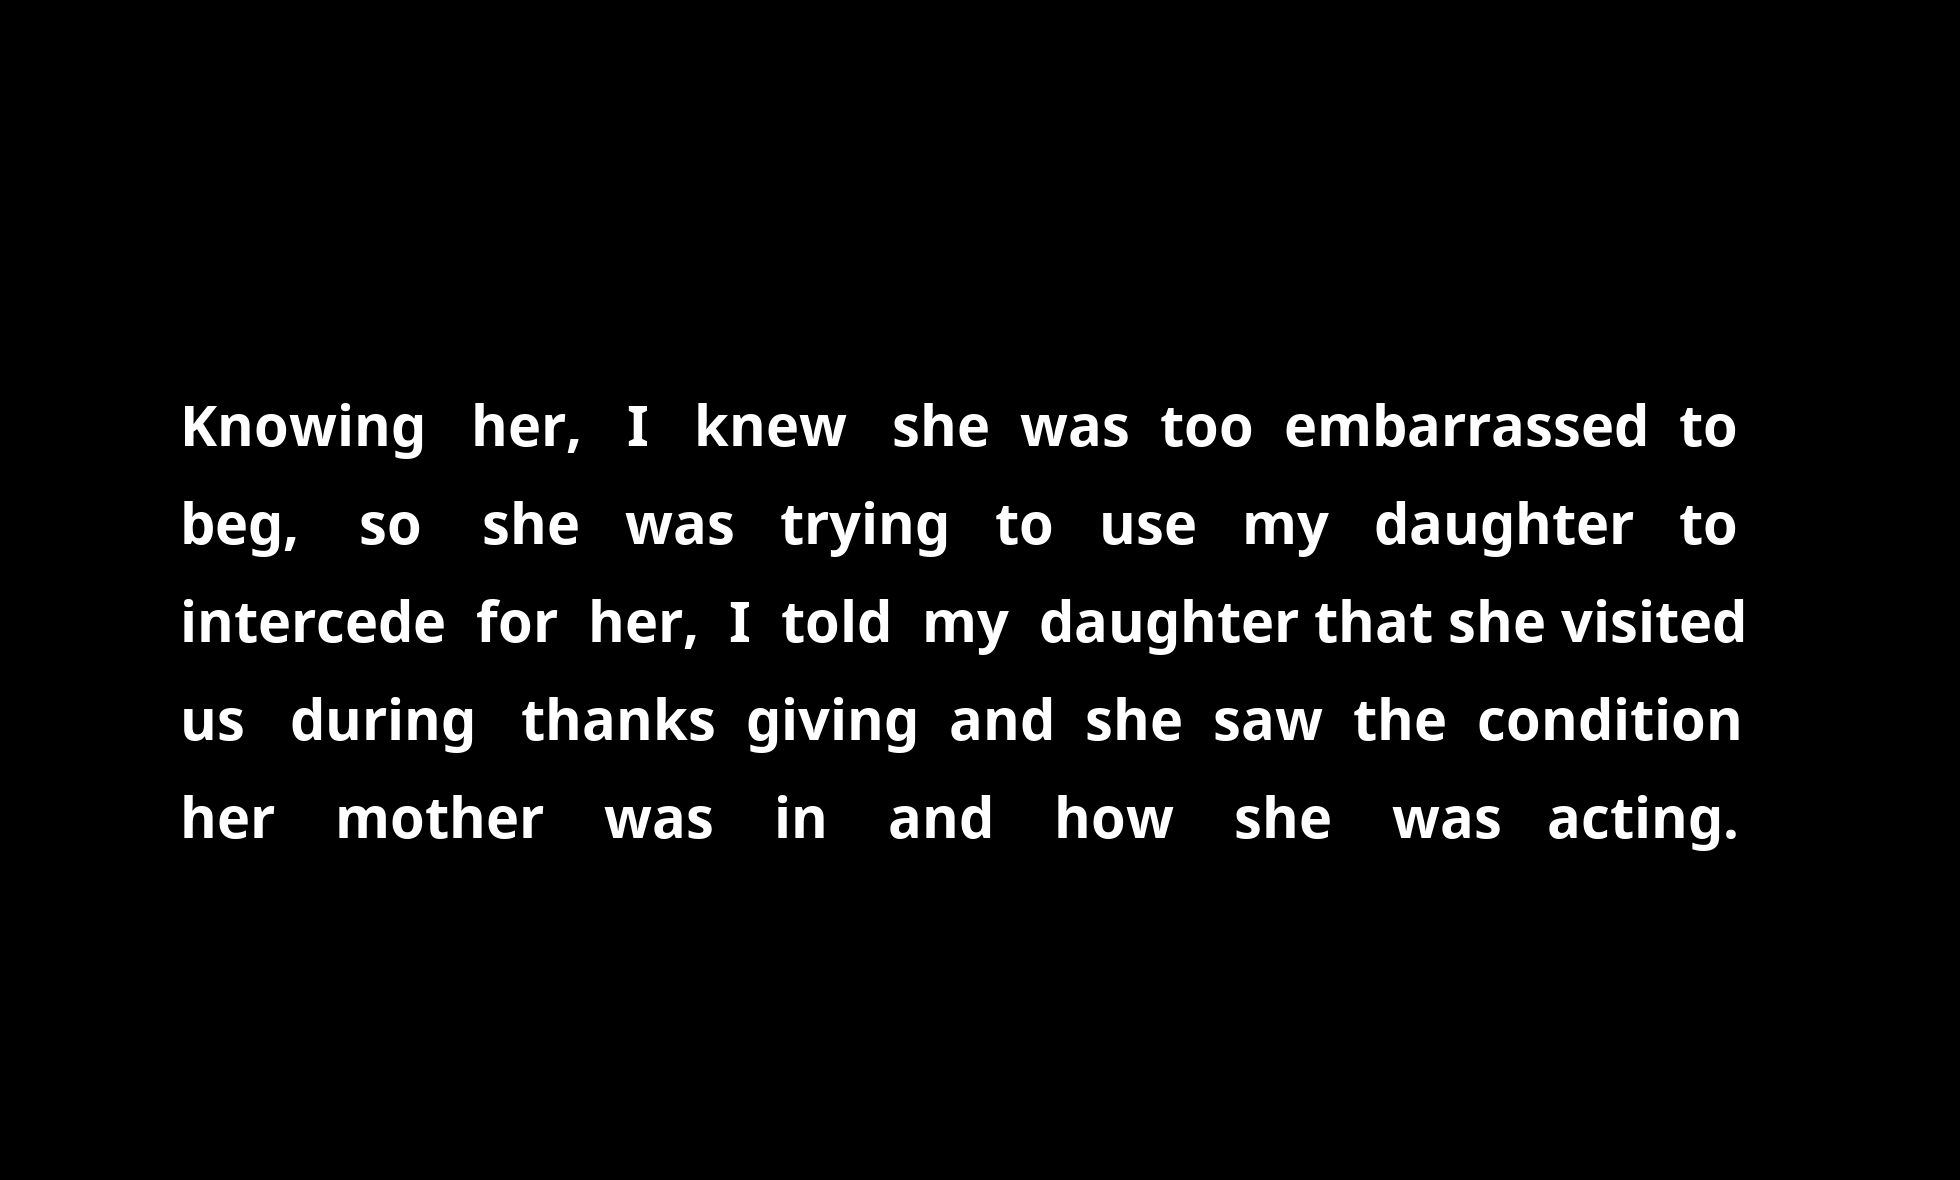 Knowing her, I knew she was too embarrassed to
beg, so she was trying to use my daughter to
intercede for her, I told my daughter that she visited
us during thanks giving and she saw the condition
her mother was in and how she was acting.